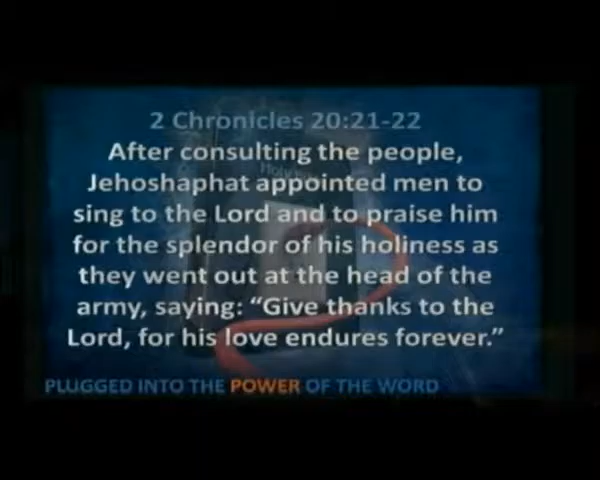 2 Chronicles 20:21-22
After consulting the people,
Jehoshaphat appointed men to
sing to the Lord and to praise him
for the splendor of his holiness as
they went out at the head of the
army, saying: “Give thanks to the
Lord, for his love endures forever.”
PLUGGED INTO THE POWER OF THE WORD